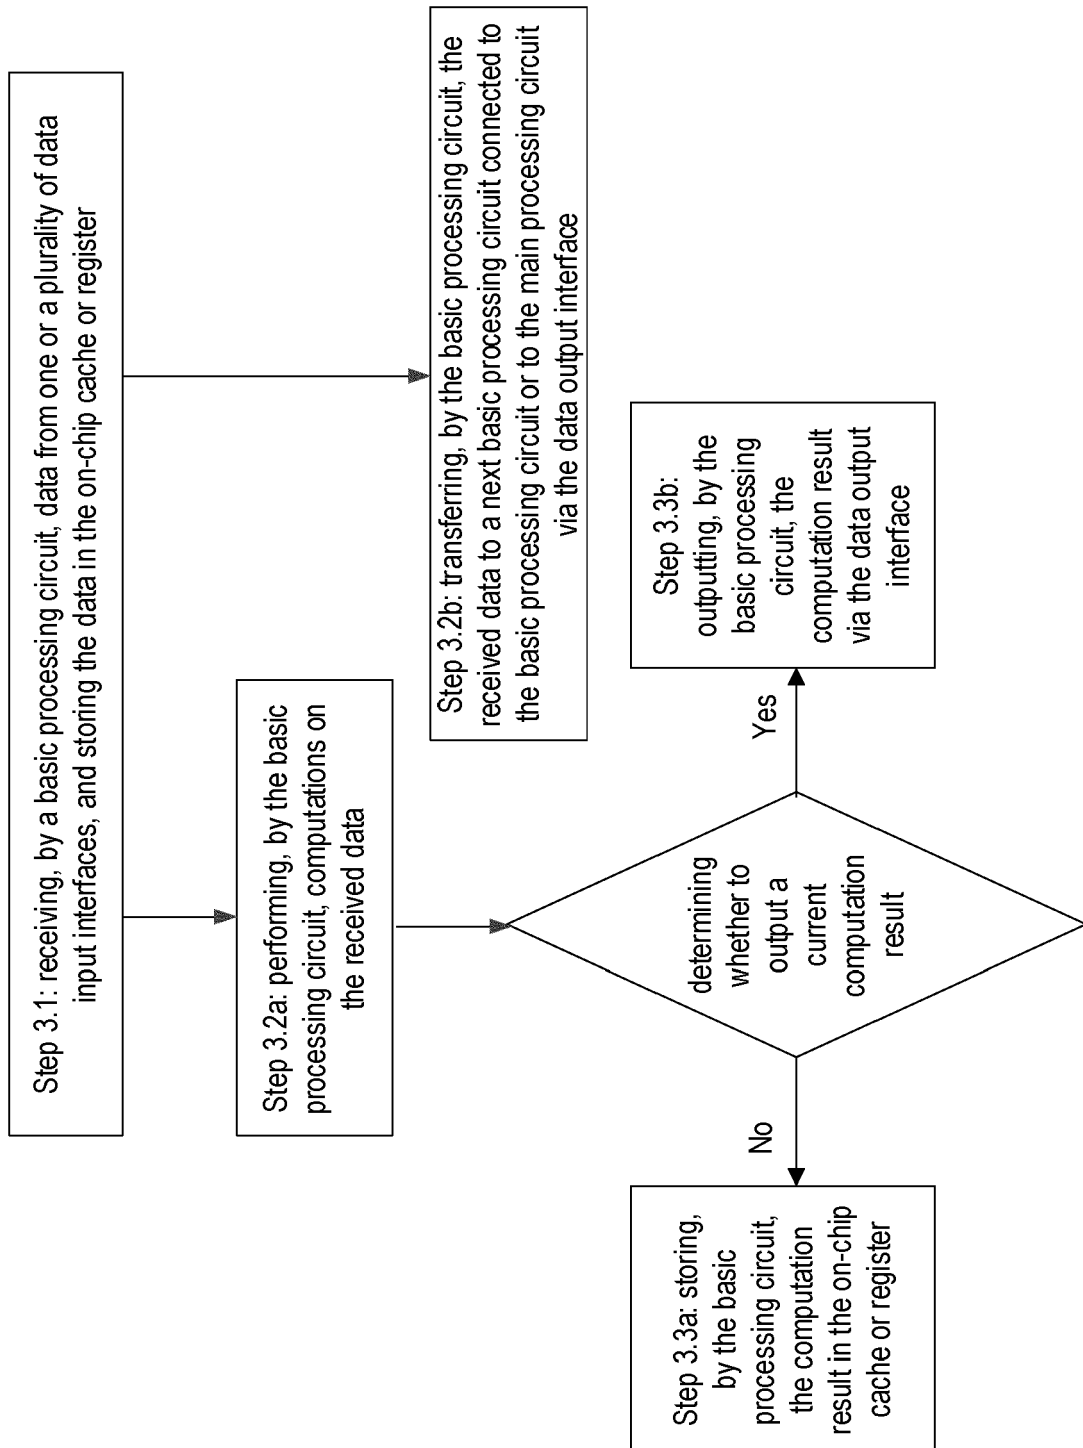 Step 3.1: receiving, by a basic processing circuit, data from one or a plurality of data
input interfaces, and storing the data in the on-chip cache or register
Step 3.2a: performing, by the basic
processing circuit, computations on
the received data
Step 3.2b: transferring, by the basic processing circuit, the
received data to a next basic processing circuit connected to
the basic processing circuit or to the main processing circuit
via the data output interface
determining
whether to
output a
current
computation
result
No
Yes
Step 3.3a: storing,
by the basic
processing circuit,
the computation
result in the on-chip
cache or register
Step 3.3b:
outputting, by the
basic processing
circuit, the
computation result
via the data output
interface